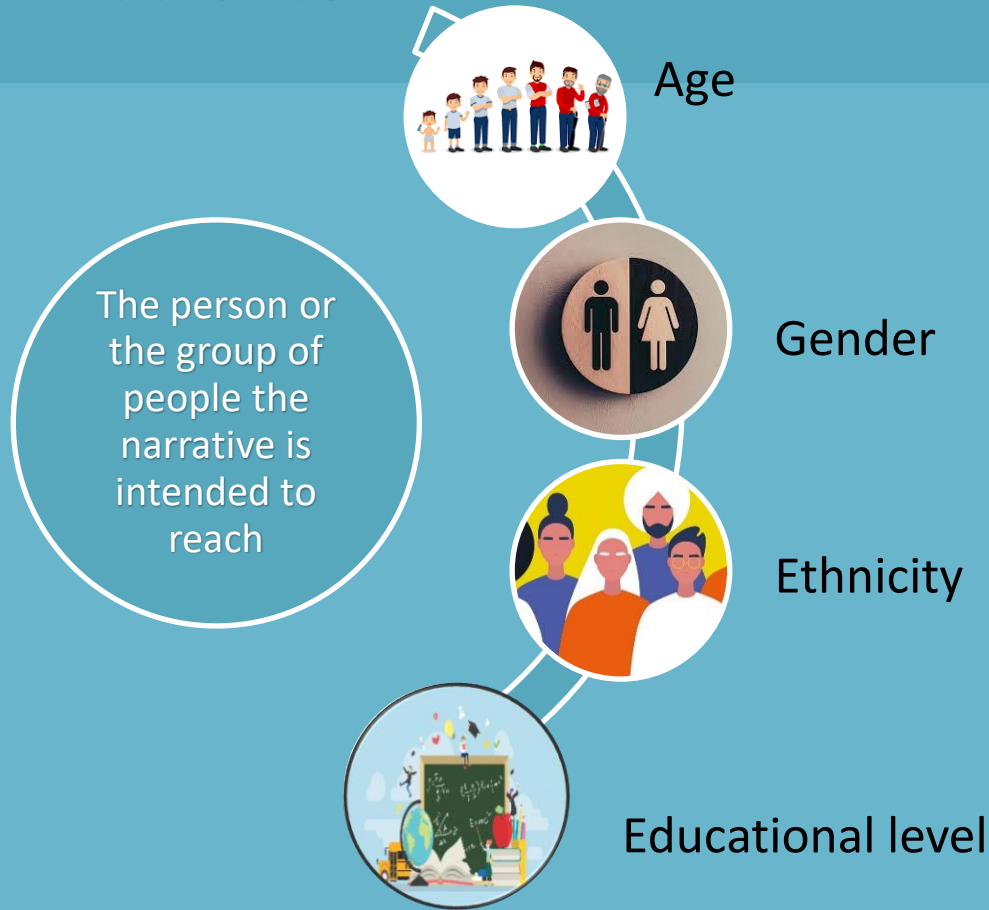 Age
The person or
the group of
people the
narrative is
intended to
reach
Gender
Ethnicity
Educational level